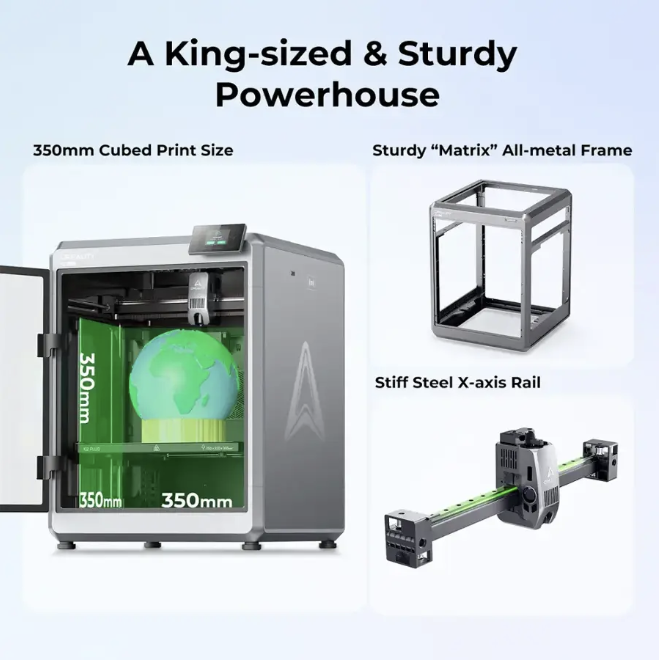 A King-sized & Sturdy
Powerhouse
350mm Cubed Print Size
Sturdy “Matrix” All-metal Frame
350mm
350mm
350mm
Stiff Steel X-axis Rail